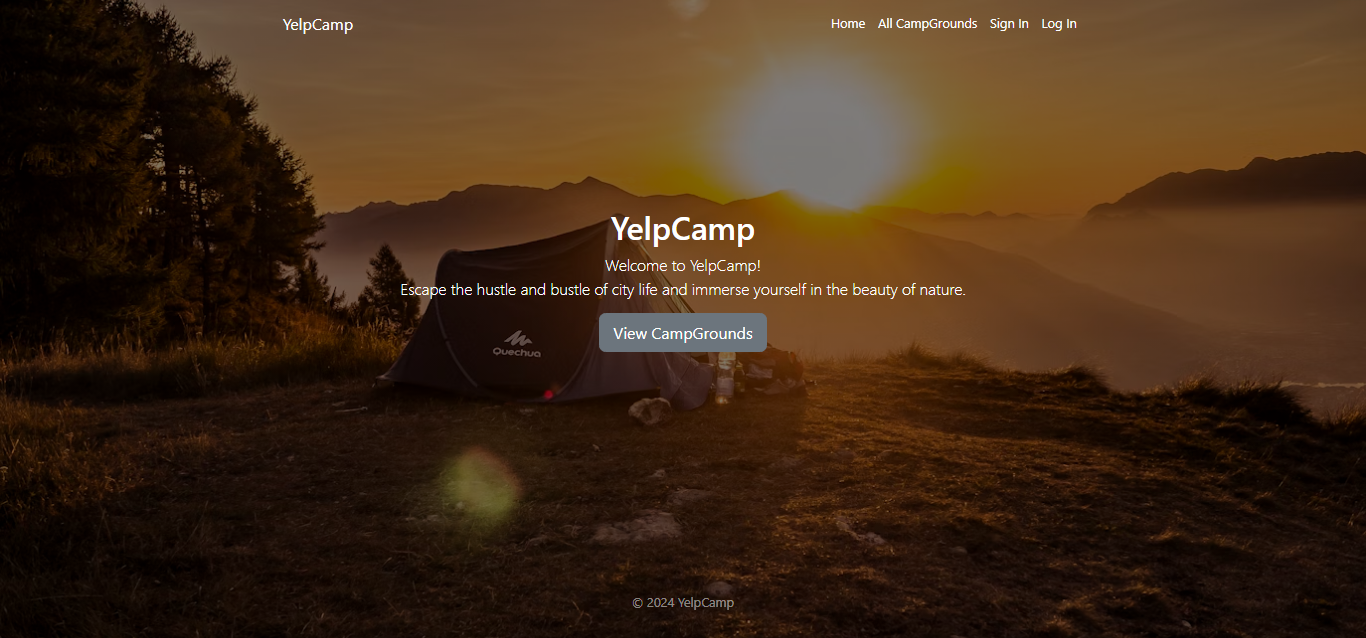 YelpCamp
Home All CampGrounds Sign In Log In
YelpCamp
Welcome to YelpCamp!
Escape the hustle and bustle of city life and immerse yourself in the beauty of nature.
View CampGrounds
Quechua
© 2024 YelpCamp